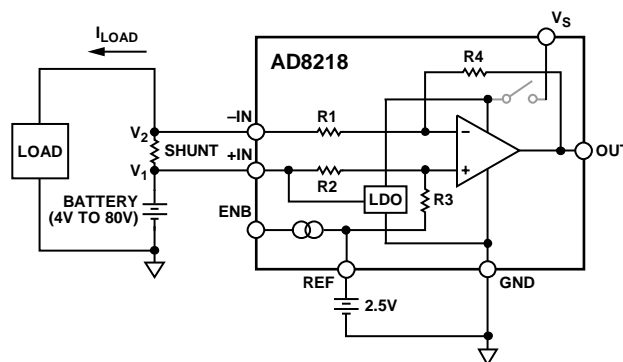 I LOAD
VS
AD8218
R4
V2
–IN
R1
–
LOAD
SHUNT
OUT
V1
+IN
+
R2
R3
BATTERY
(4V TO 80V)
LDO
ENB
REF
GND
2.5V